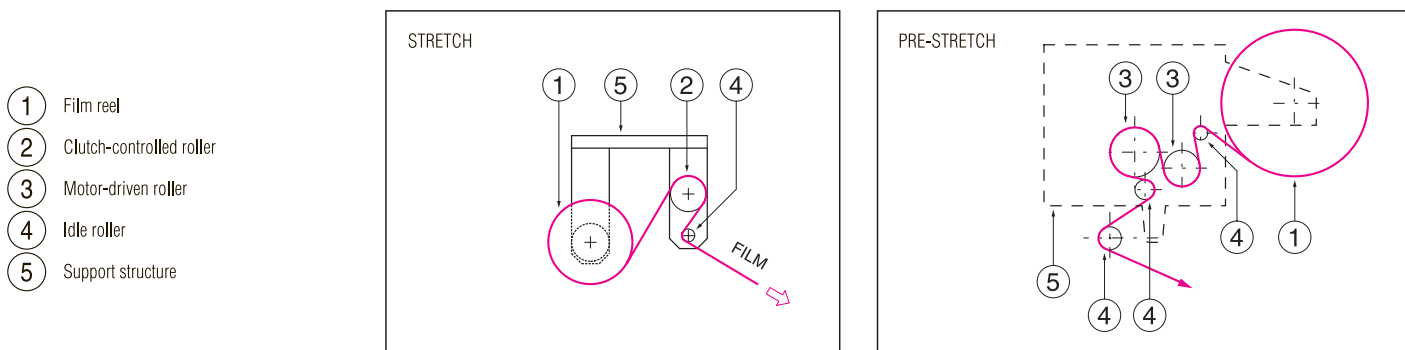 1 Film reel
2 Clutch-controlled roller
3 Motor-driven roller
4 Idle roller
5 Support structure
STRETCH
1 5 2 4
FILM
PRE-STRETCH
3 3
4 1
5
4 4